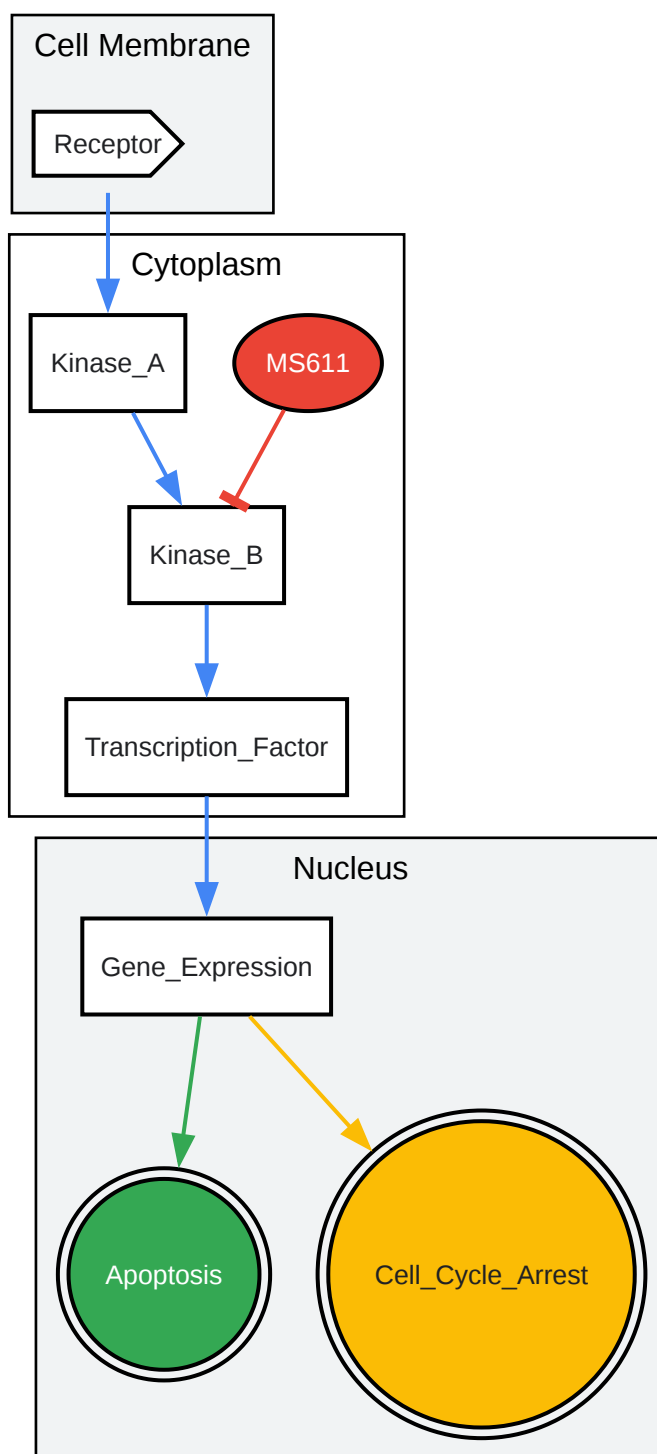 Cell Membrane
Receptor
Cytoplasm
Kinase_A
MS611
Kinase_B
Transcription_Factor
Nucleus
Gene_Expression
Apoptosis
Cell_Cycle_Arrest